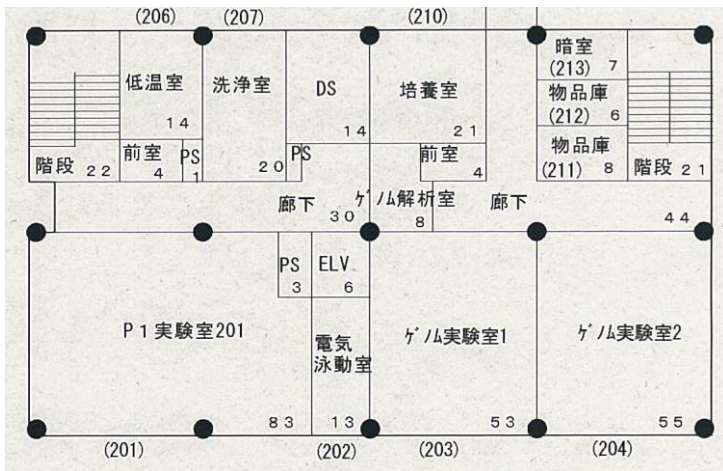 (206)
(207)
(210)
低温室
14
洗浄室
20
DS
14
培養室
21
暗室
(213) 7
物品庫
(212) 6
物品庫
(211) 8
階段 22
前室
4
PS
1
PS
前室
4
階段 21
廊下
30
ゲノム解析室
8
廊下
44
PS
3
ELV
6
P1実験室201
83
電気
泳動室
13
ゲノム実験室1
53
ゲノム実験室2
55
(201)
(202)
(203)
(204)